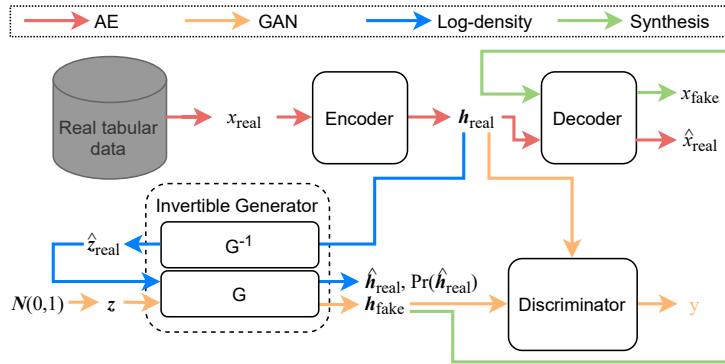 AE GAN Log-density Synthesis
Real tabular
data
x_real
Encoder
h_real
Decoder
x_fake
x̂_real
Invertible Generator
ẑ_real
G⁻¹
G
ĥ_real, Pr(ĥ_real)
N(0,1)
z
h_fake
Discriminator
y